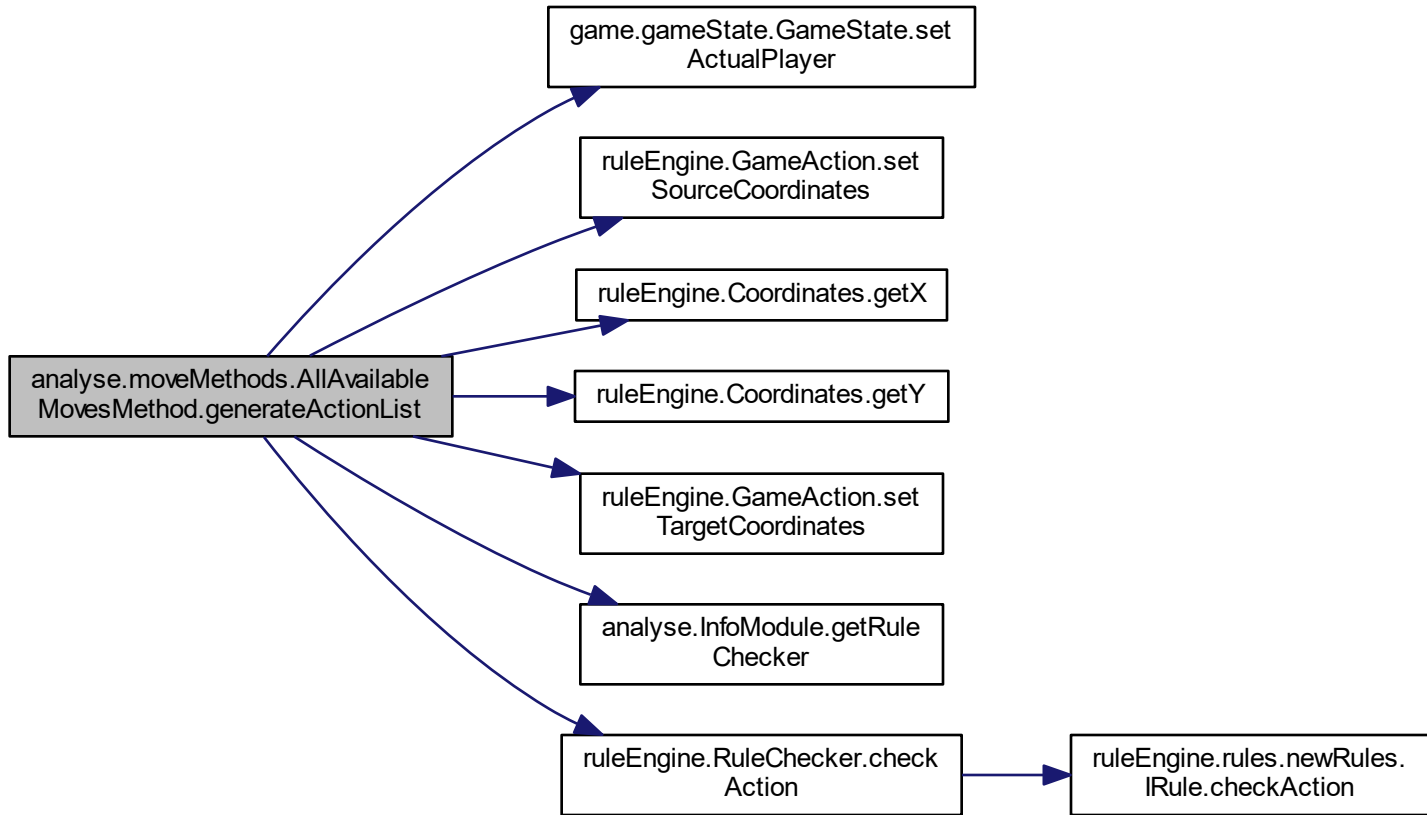 game.gameState.GameState.set
ActualPlayer
ruleEngine.GameAction.set
SourceCoordinates
ruleEngine.Coordinates.getX
analyse.moveMethods.AllAvailable
MovesMethod.generateActionList
ruleEngine.Coordinates.getY
ruleEngine.GameAction.set
TargetCoordinates
analyse.InfoModule.getRule
Checker
ruleEngine.RuleChecker.check
Action
ruleEngine.rules.newRules.
IRule.checkAction